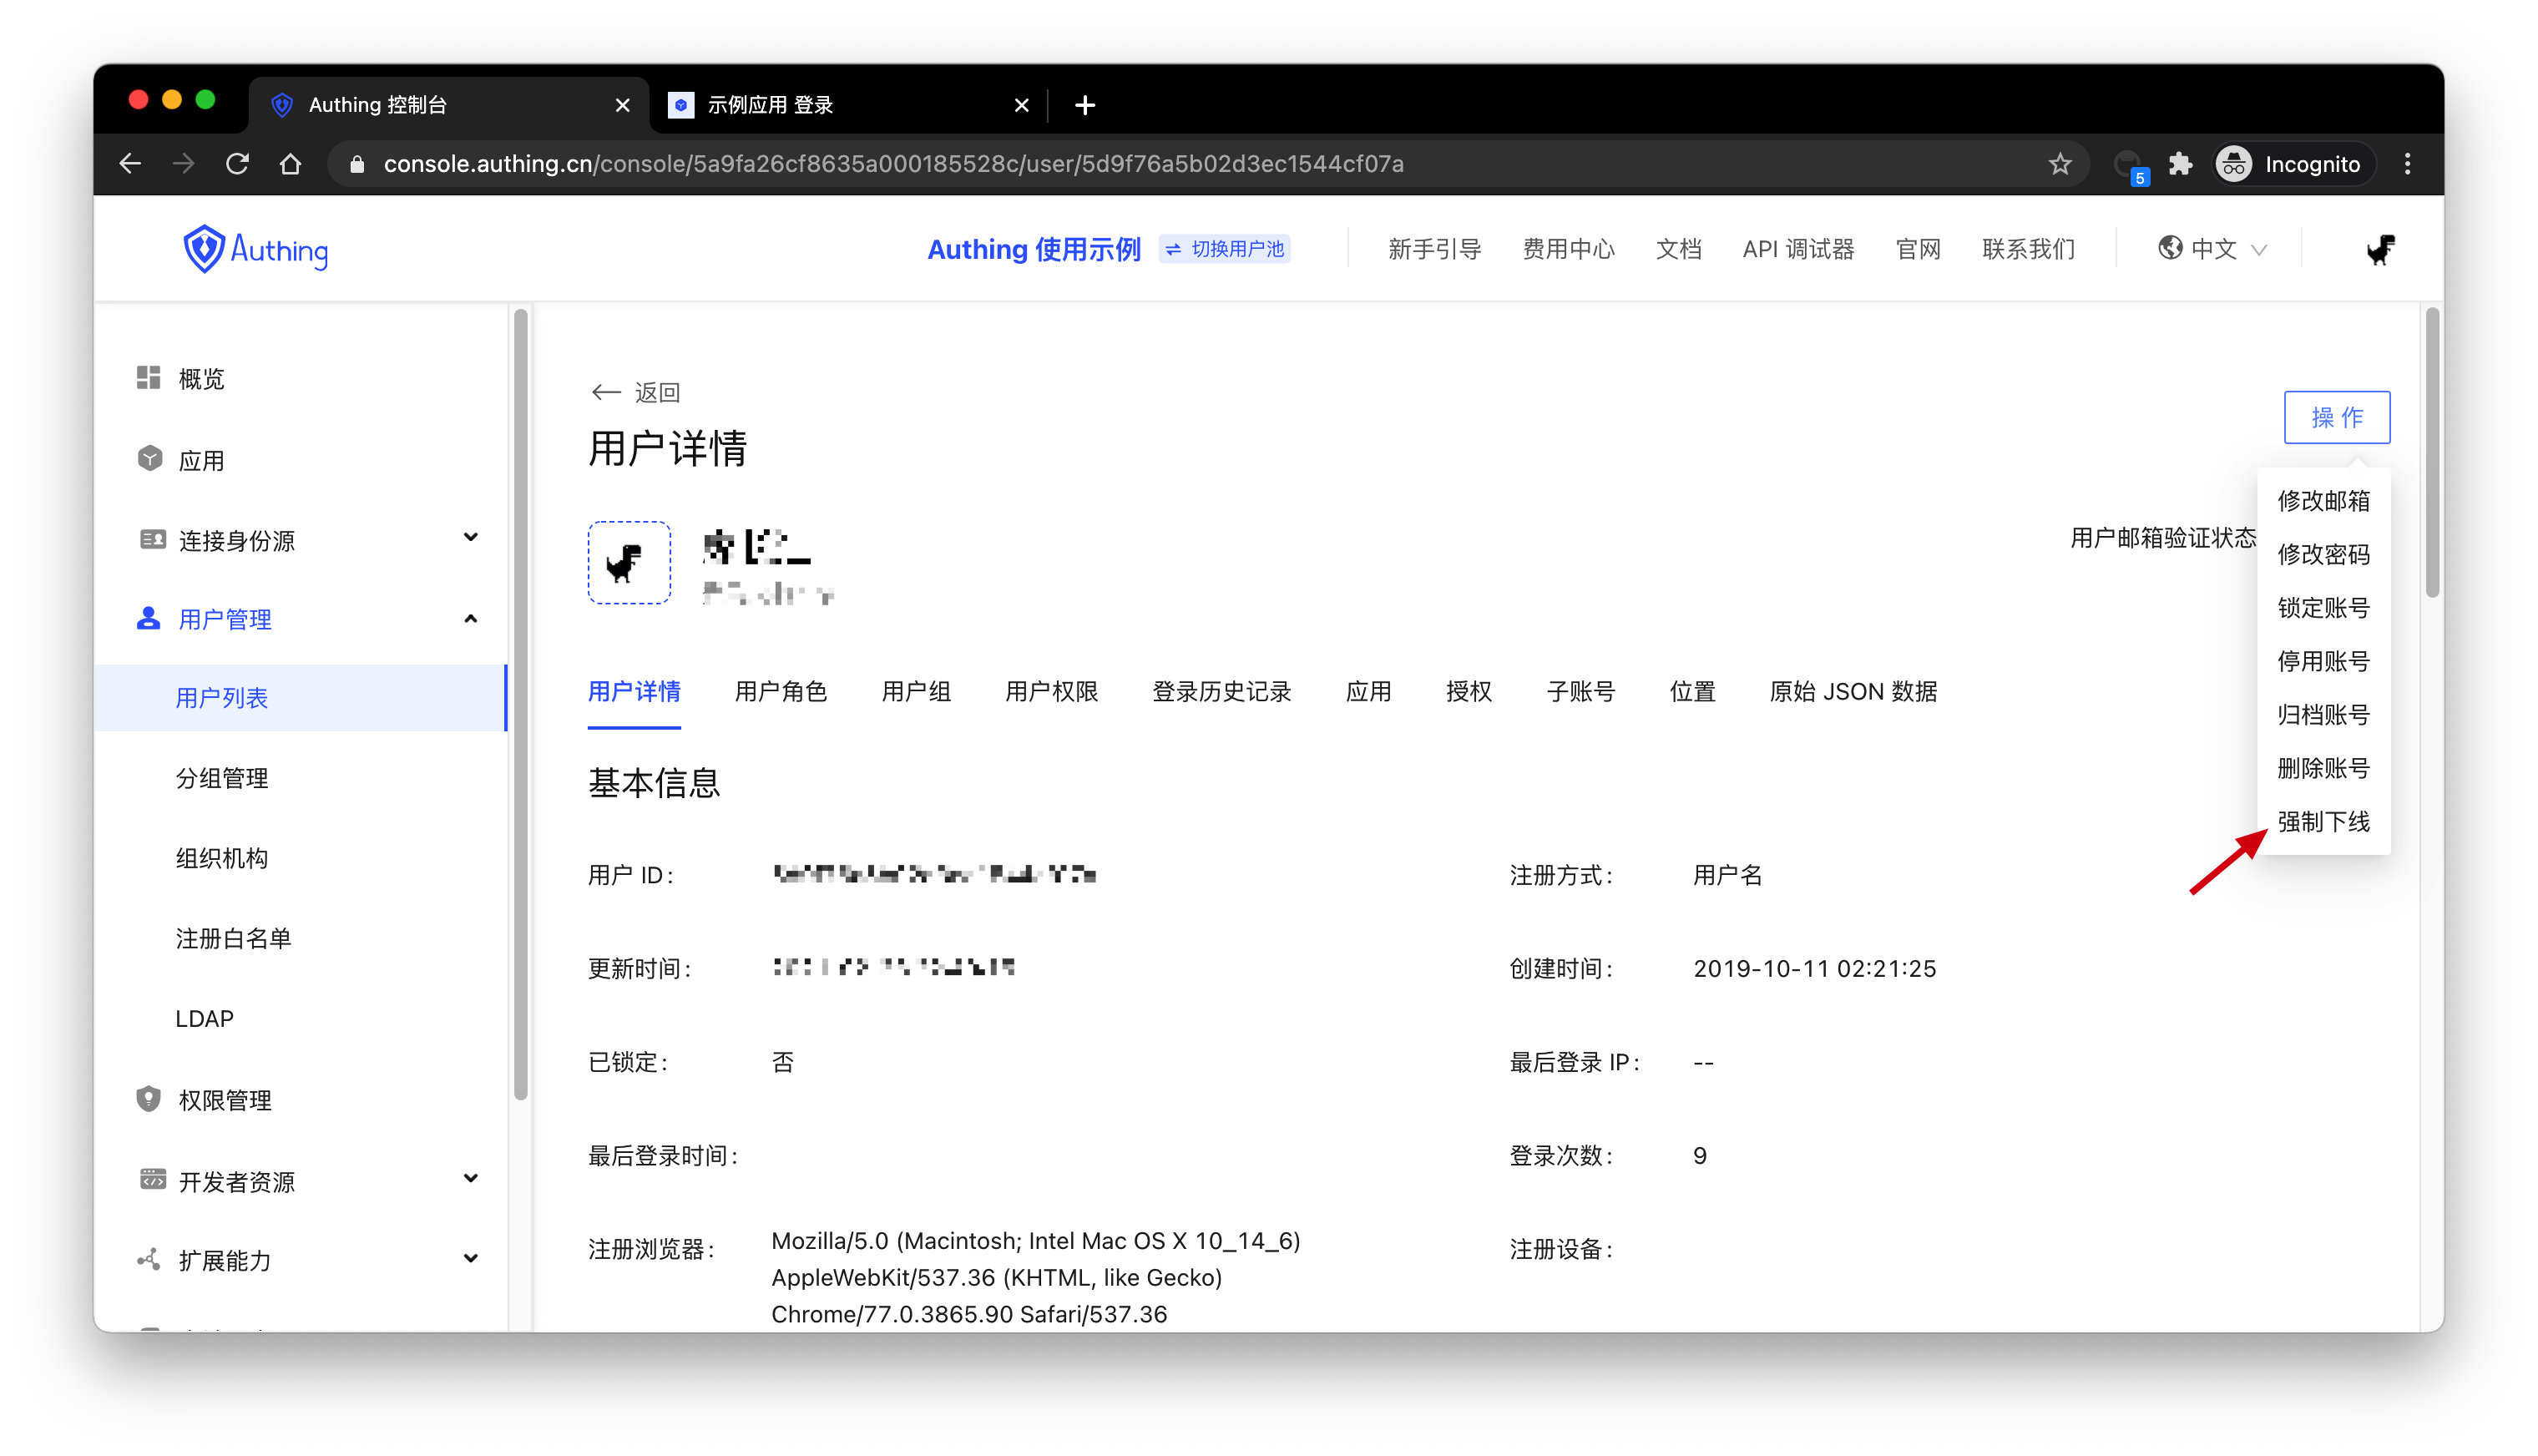 Authing 控制台
示例应用 登录
console.authing.cn/console/5a9fa26cf8635a000185528c/user/5d9f76a5b02d3ec1544cf07a
5
Incognito
Authing
Authing 使用示例
切换用户池
新手引导
费用中心
文档
API 调试器
官网
联系我们
中文
概览
应用
连接身份源
用户管理
用户列表
分组管理
组织机构
注册白名单
LDAP
权限管理
开发者资源
扩展能力
返回
用户详情
操 作
用户邮箱验证状态
修改邮箱
修改密码
锁定账号
停用账号
归档账号
删除账号
强制下线
用户详情
用户角色
用户组
用户权限
登录历史记录
应用
授权
子账号
位置
原始 JSON 数据
基本信息
用户 ID：
注册方式： 用户名
更新时间：
创建时间： 2019-10-11 02:21:25
已锁定： 否
最后登录 IP： --
最后登录时间：
登录次数： 9
注册浏览器： Mozilla/5.0 (Macintosh; Intel Mac OS X 10_14_6)
AppleWebKit/537.36 (KHTML, like Gecko)
Chrome/77.0.3865.90 Safari/537.36
注册设备：